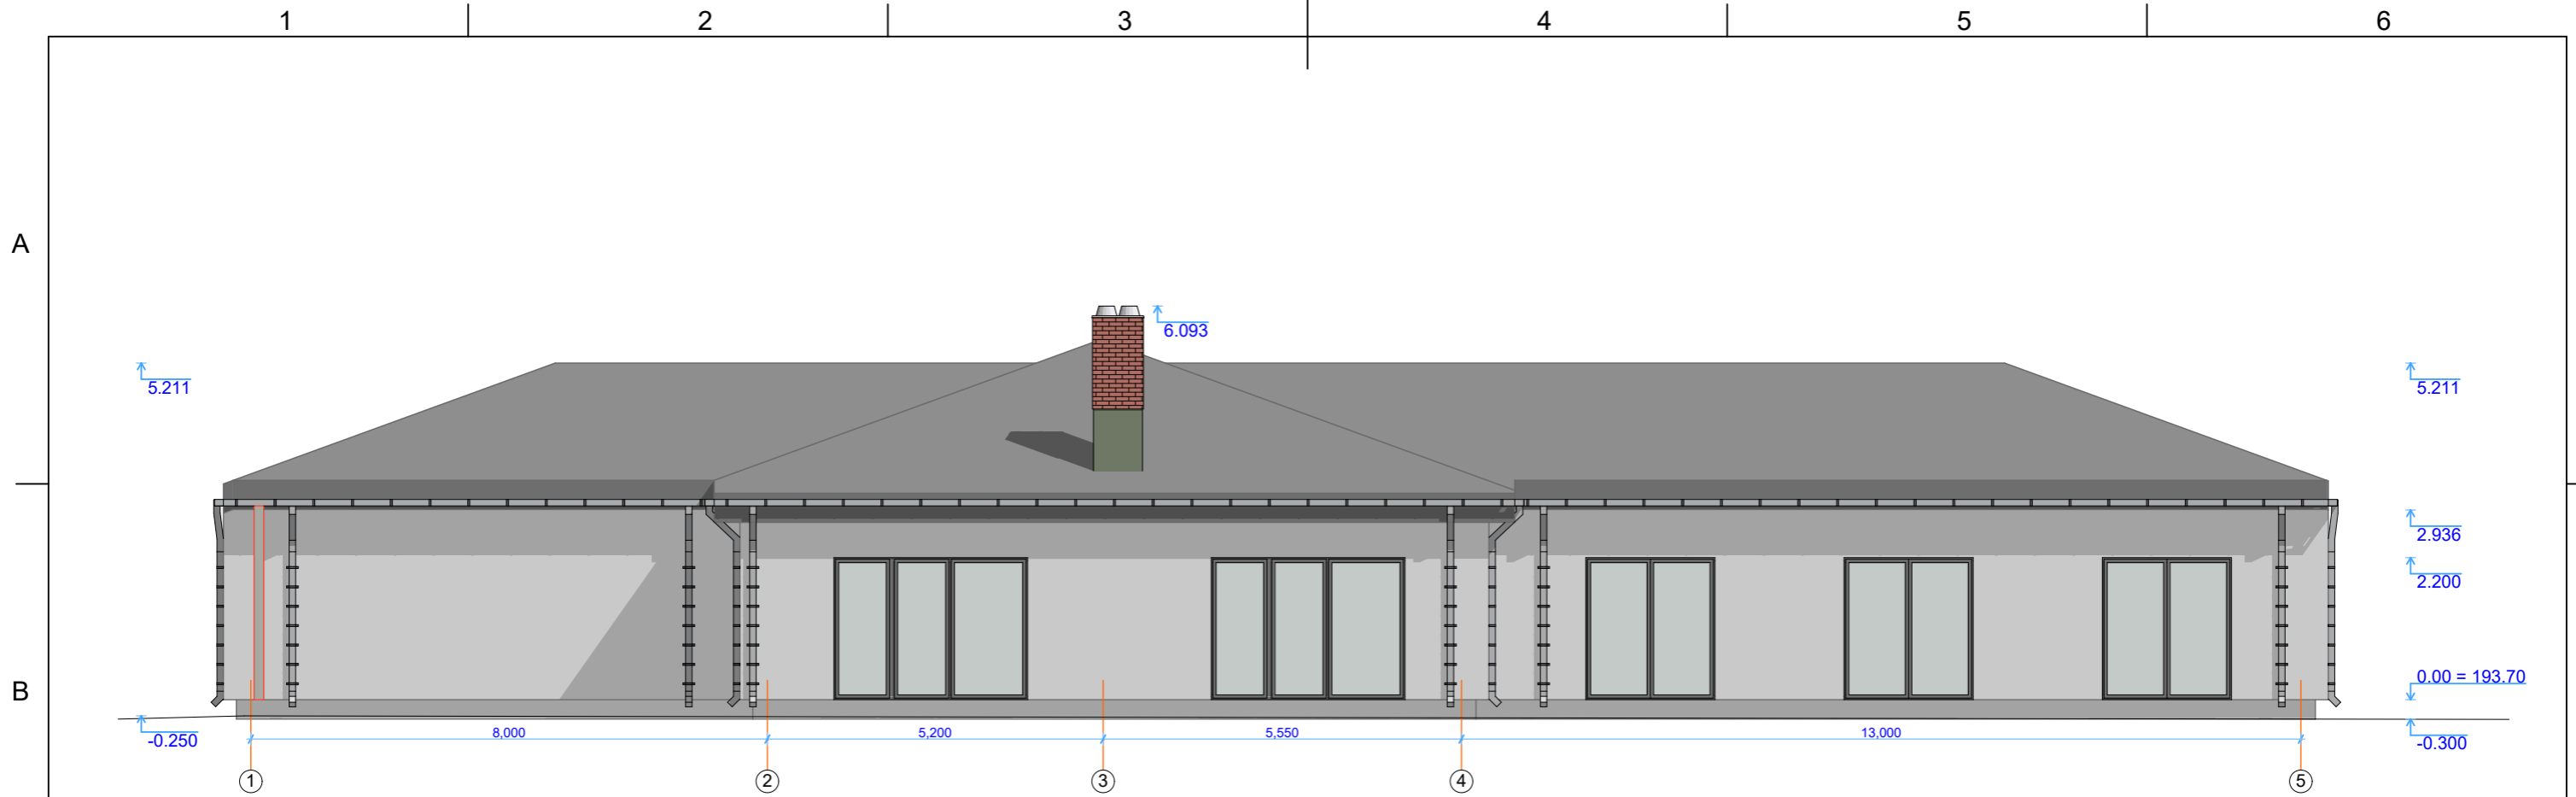 1 2 3 4 5 6
A
6.093
5.211 5.211
2.936
2.200
0.00 = 193.70
B
-0.250 8,000 5,200 5,550 13,000 -0.300
1 2 3 4 5